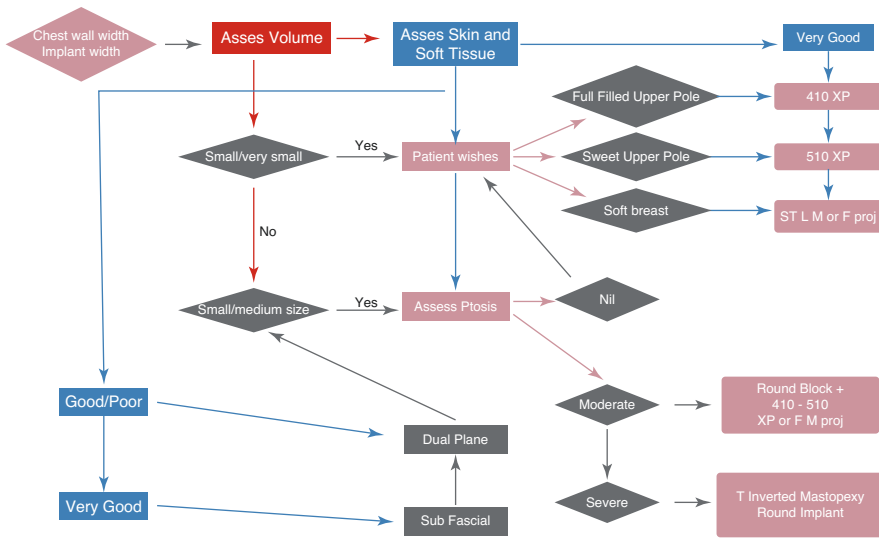 Chest wall width
Implant width
Asses Volume
Asses Skin and
Soft Tissue
Very Good
Full Filled Upper Pole
410 XP
Small/very small
Yes
Patient wishes
Sweet Upper Pole
510 XP
Soft breast
ST L M or F proj
No
Small/medium size
Yes
Assess Ptosis
Nil
Good/Poor
Moderate
Round Block +
410 - 510
XP or F M proj
Dual Plane
Very Good
Sub Fascial
Severe
T Inverted Mastopexy
Round Implant